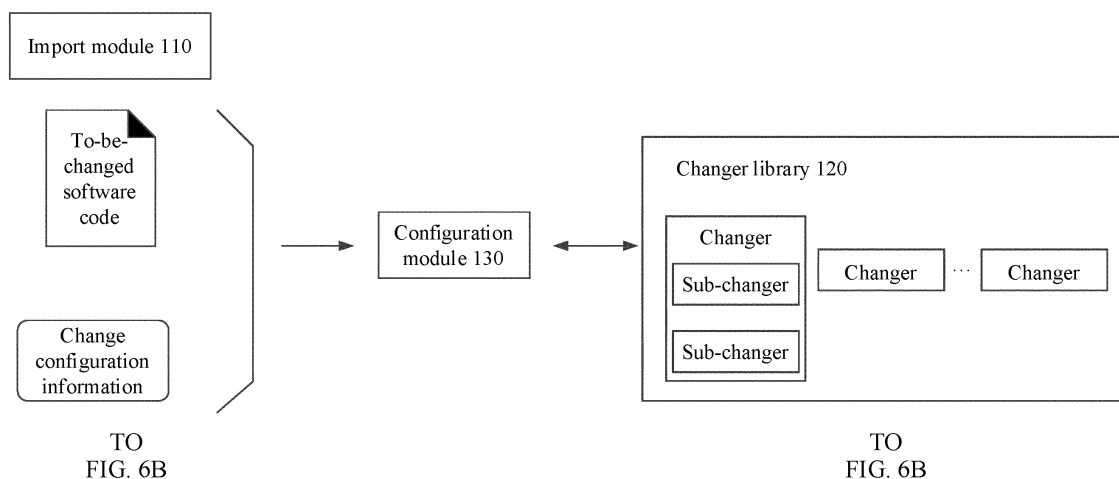 Import module 110
To-be-
changed
software
code
Change
configuration
information
TO
FIG. 6B
Configuration
module 130
Changer library 120
Changer
Sub-changer
Sub-changer
Changer
...
Changer
TO
FIG. 6B